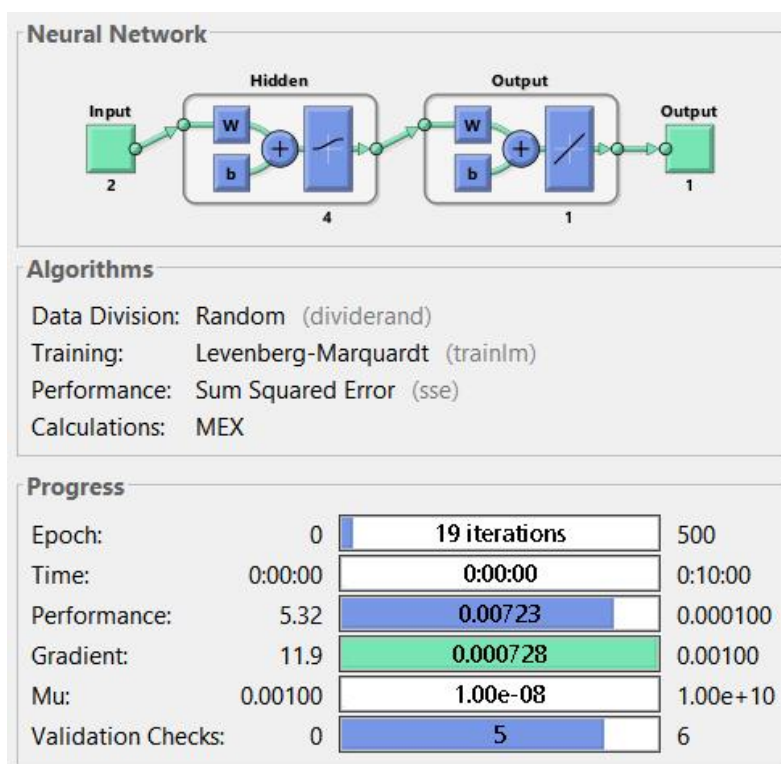 Neural Network
Hidden
Output
Input
W
b
+
W
b
+
Output
2
4
1
1
Algorithms
Data Division: Random (dividerand)
Training: Levenberg-Marquardt (trainlm)
Performance: Sum Squared Error (sse)
Calculations: MEX
Progress
Epoch: 0 19 iterations 500
Time: 0:00:00 0:00:00 0:10:00
Performance: 5.32 0.00723 0.000100
Gradient: 11.9 0.000728 0.00100
Mu: 0.00100 1.00e-08 1.00e+10
Validation Checks: 0 5 6